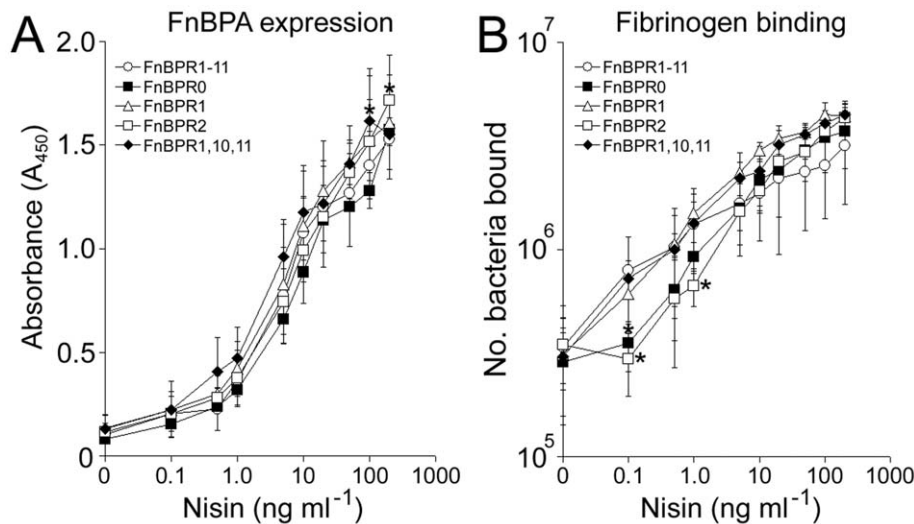 A FnBPA expression
2.0
1.5
1.0
0.5
0
Absorbance (A450)
FnBPR1-11
FnBPR0
FnBPR1
FnBPR2
FnBPR1,10,11
* *
0 0.1 1.0 10 100 1000
Nisin (ng ml-1)
B Fibrinogen binding
10^7
10^6
10^5
No. bacteria bound
FnBPR1-11
FnBPR0
FnBPR1
FnBPR2
FnBPR1,10,11
*
*
*
0 0.1 1.0 10 100 1000
Nisin (ng ml-1)